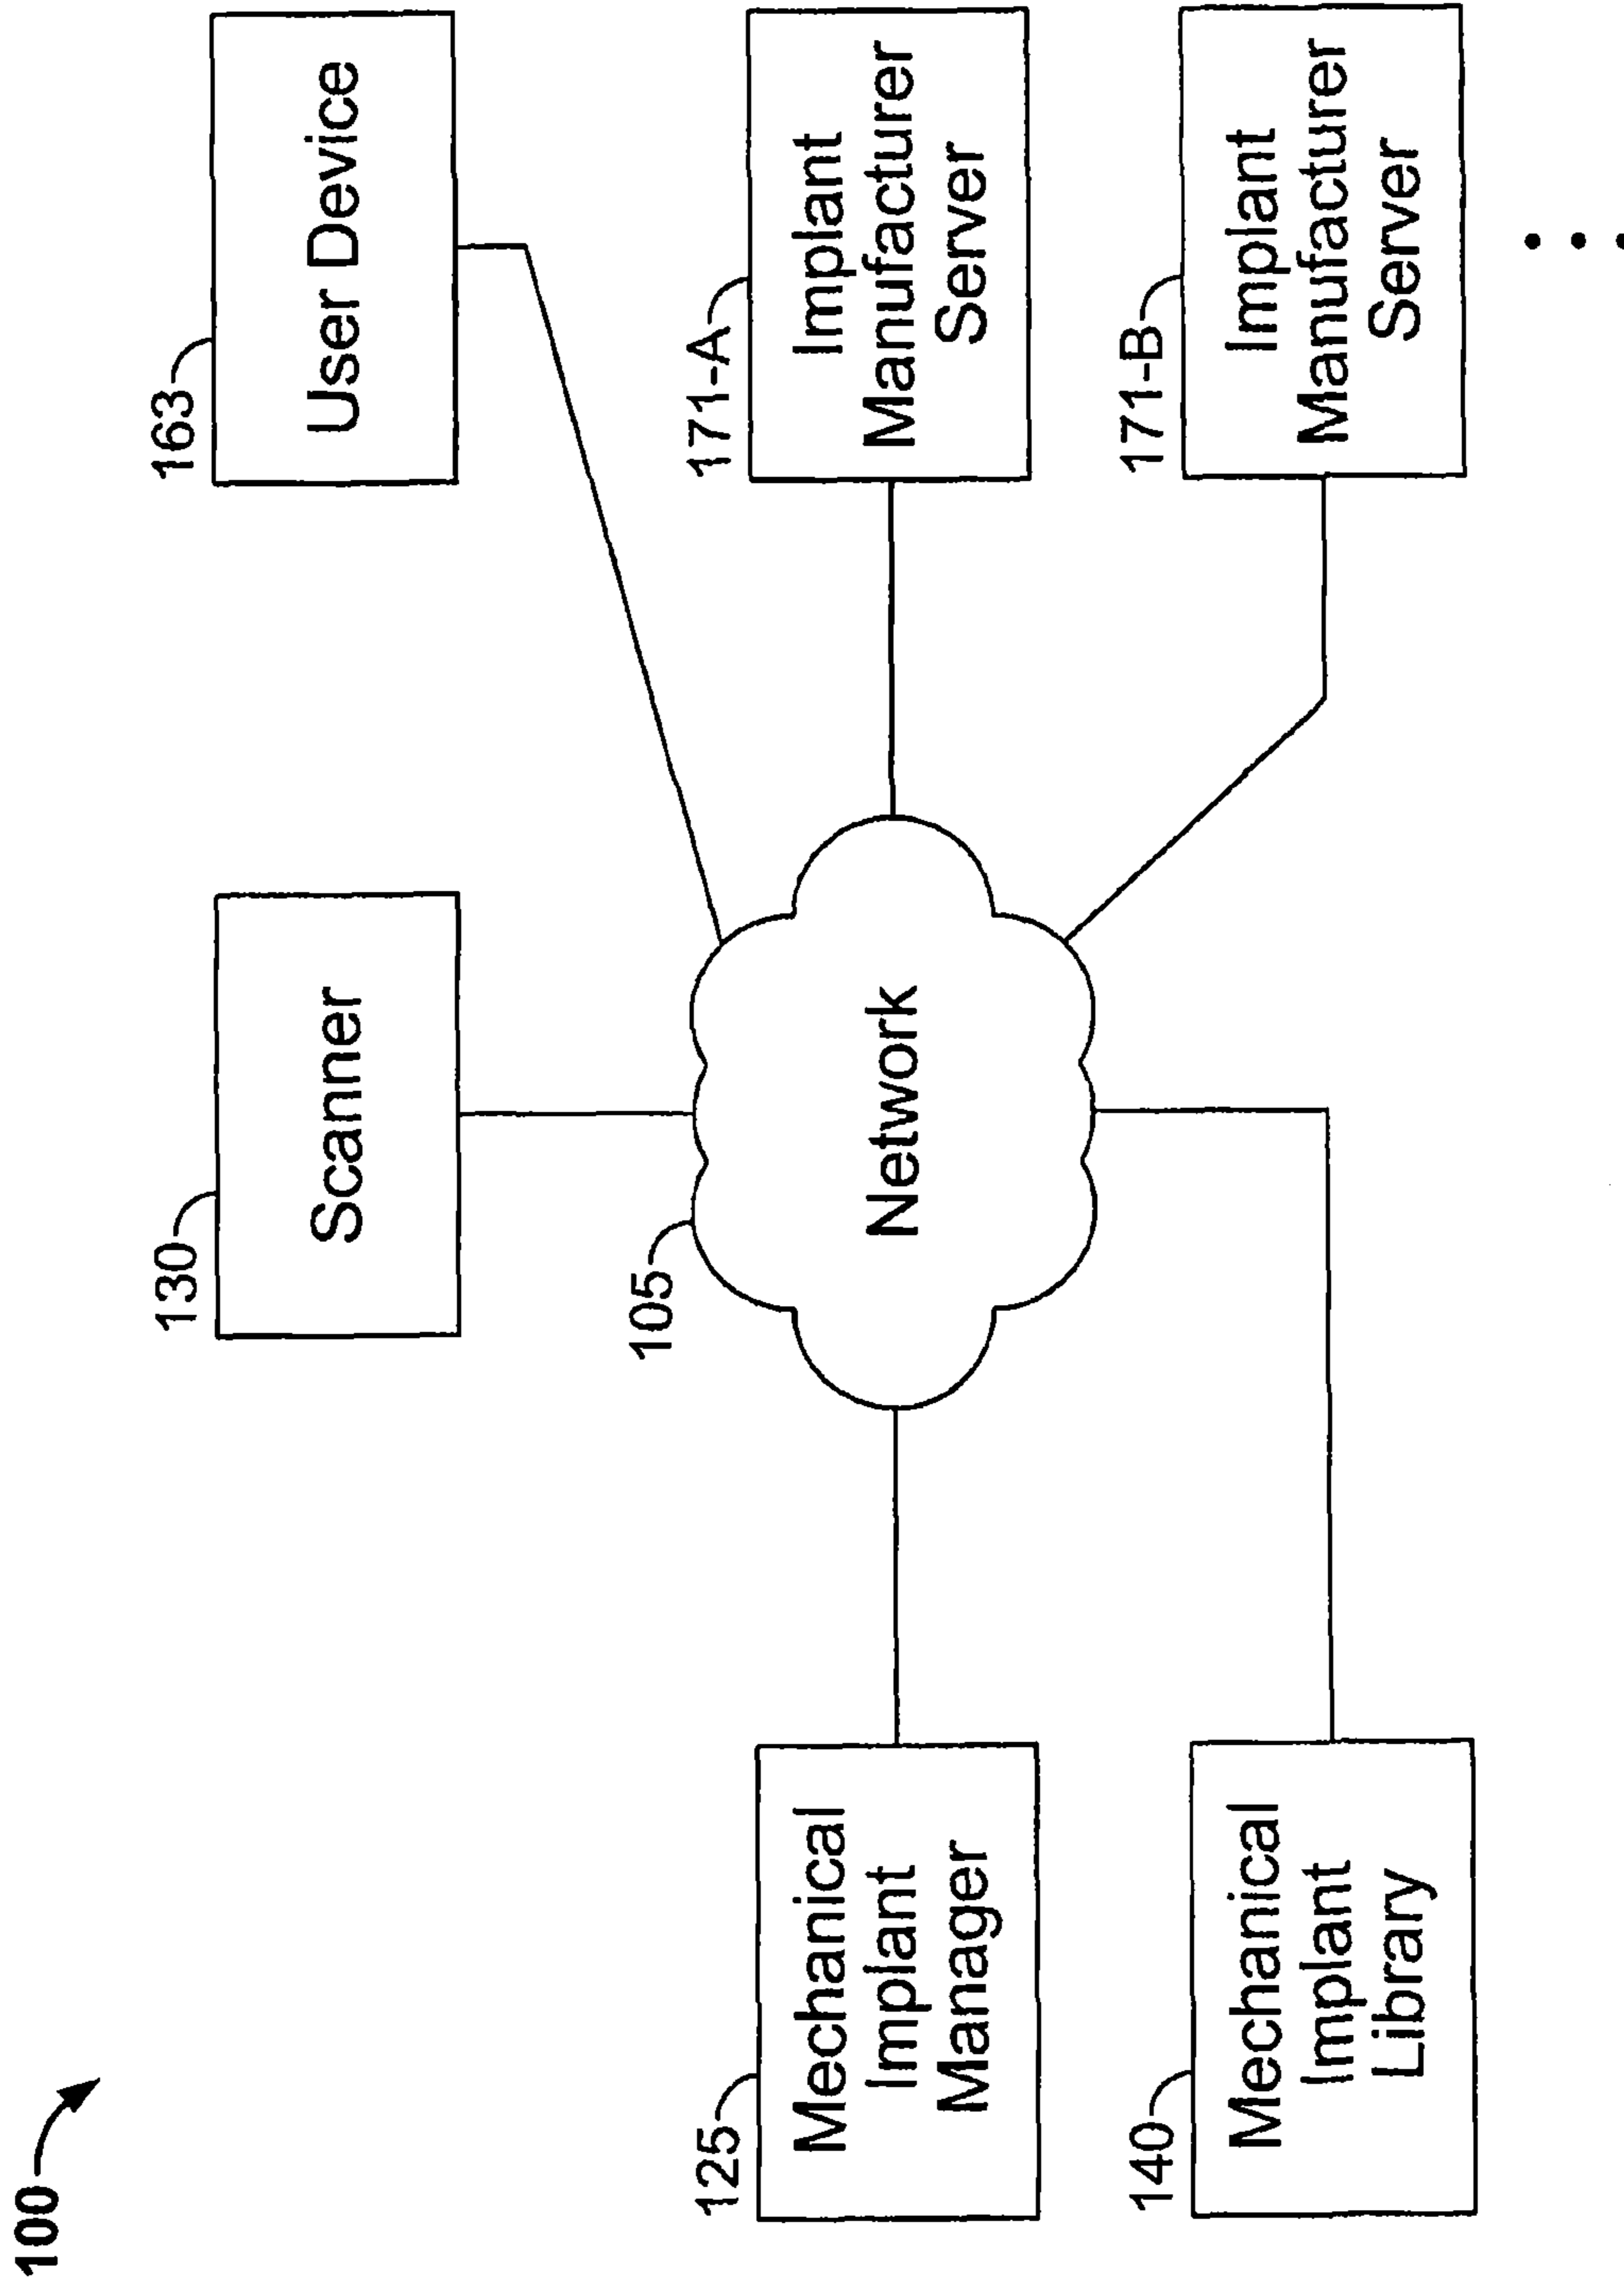 100
130
Scanner
163
User Device
105
Network
125
Mechanical
Implant
Manager
171-A
Implant
Manufacturer
Server
140
Mechanical
Implant
Library
171-B
Implant
Manufacturer
Server